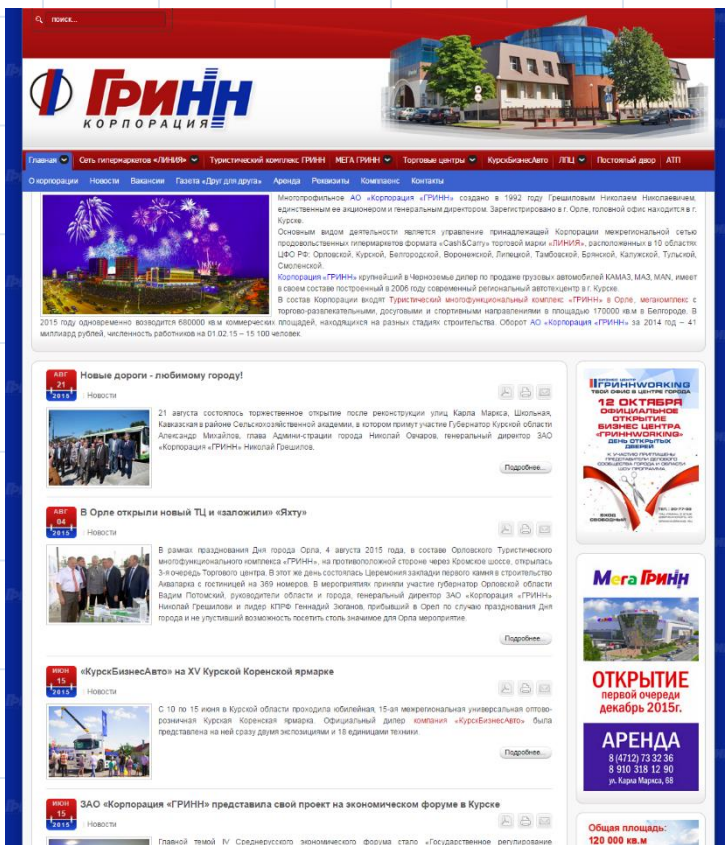 поиск...
ГРИНН
КОРПОРАЦИЯ
Главная Сеть гипермаркетов «ЛИНИЯ» Туристический комплекс ГРИНН МЕГА ГРИНН Торговые центры КурскБизнесАвто ЛПЦ Постоялый двор АТП
О корпорации Новости Вакансии Газета «Друг для друга» Аренда Реквизиты Комплаенс Контакты
Многопрофильное АО «Корпорация «ГРИНН» создано в 1992 году Грешиловым Николаем Николаевичем,
единственным ее акционером и генеральным директором. Зарегистрировано в г. Орле, головной офис находится в г.
Курске.
Основным видом деятельности является управление принадлежащей Корпорации межрегиональной сетью
продовольственных гипермаркетов формата «Cash&Carry» торговой марки «ЛИНИЯ», расположенных в 10 областях
ЦФО РФ: Орловской, Курской, Белгородской, Воронежской, Липецкой, Тамбовской, Брянской, Калужской, Тульской,
Смоленской.
Корпорация «ГРИНН» крупнейший в Черноземье дилер по продаже грузовых автомобилей КАМАЗ, МАЗ, MAN, имеет
в своем составе построенный в 2006 году современный региональный автотехцентр в г. Курске.
В состав Корпорации входят Туристический многофункциональный комплекс «ГРИНН» в Орле, мегакомплекс с
торгово-развлекательными, досуговыми и спортивными направлениями в площадью 170000 кв.м в Белгороде. В
2015 году одновременно возводится 680000 кв.м коммерческих площадей, находящихся на разных стадиях строительства. Оборот АО «Корпорация «ГРИНН» за 2014 год – 41
миллиард рублей, численность работников на 01.02.15 – 15 100 человек.
АВГ
21
2015
Новые дороги - любимому городу!
Новости
21 августа состоялось торжественное открытие после реконструкции улиц Карла Маркса, Школьная,
Кавказская в районе Сельскохозяйственной академии, в котором примут участие Губернатор Курской области
Александр Михайлов, глава Админи-страции города Николай Овчаров, генеральный директор ЗАО
«Корпорация «ГРИНН» Николай Грешилов.
Подробнее...
АВГ
04
2015
В Орле открыли новый ТЦ и «заложили» «Яхту»
Новости
В рамках празднования Дня города Орла, 4 августа 2015 года, в составе Орловского Туристического
многофункционального комплекса «ГРИНН», на противоположной стороне через Кромское шоссе, открылась
3-я очередь Торгового центра. В этот же день состоялась Церемония закладки первого камня в строительство
Аквапарка с гостиницей на 369 номеров. В мероприятиях приняли участие губернатор Орловской области
Вадим Потомский, руководители области и города, генеральный директор ЗАО «Корпорация «ГРИНН»
Николай Грешилови и лидер КПРФ Геннадий Зюганов, прибывший в Орел по случаю празднования Дня
города и не упустивший возможность посетить столь значимое для Орла мероприятие.
Подробнее...
ИЮН
15
2015
«КурскБизнесАвто» на XV Курской Коренской ярмарке
Новости
С 10 по 15 июня в Курской области проходила юбилейная, 15-ая межрегиональная универсальная оптово-
розничная Курская Коренская ярмарка. Официальный дилер компания «КурскБизнесАвто» была
представлена на ней сразу двумя экспозициями и 18 единицами техники.
Подробнее...
ИЮН
15
2015
ЗАО «Корпорация «ГРИНН» представила свой проект на экономическом форуме в Курске
Новости
Главной темой IV Среднерусского экономического форума стало «Государственное регулирование
БИЗНЕС ЦЕНТР
ГРИННWORKING
ТВОЙ ОФИС В ЦЕНТРЕ ГОРОДА
12 ОКТЯБРЯ
ОФИЦИАЛЬНОЕ
ОТКРЫТИЕ
БИЗНЕС ЦЕНТРА
«ГРИННWORKING»
ДЕНЬ ОТКРЫТЫХ
ДВЕРЕЙ
К УЧАСТИЮ ПРИГЛАШЕНЫ
ПРЕДСТАВИТЕЛИ ДЕЛОВОГО
СООБЩЕСТВА ГОРОДА И ОБЛАСТИ
ШОУ ПРОГРАММА
ВХОД
СВОБОДНЫЙ
Мега ГРИНН
ОТКРЫТИЕ
первой очереди
декабрь 2015г.
АРЕНДА
8 (4712) 73 32 36
8 910 318 12 90
ул. Карла Маркса, 68
Общая площадь:
120 000 кв.м